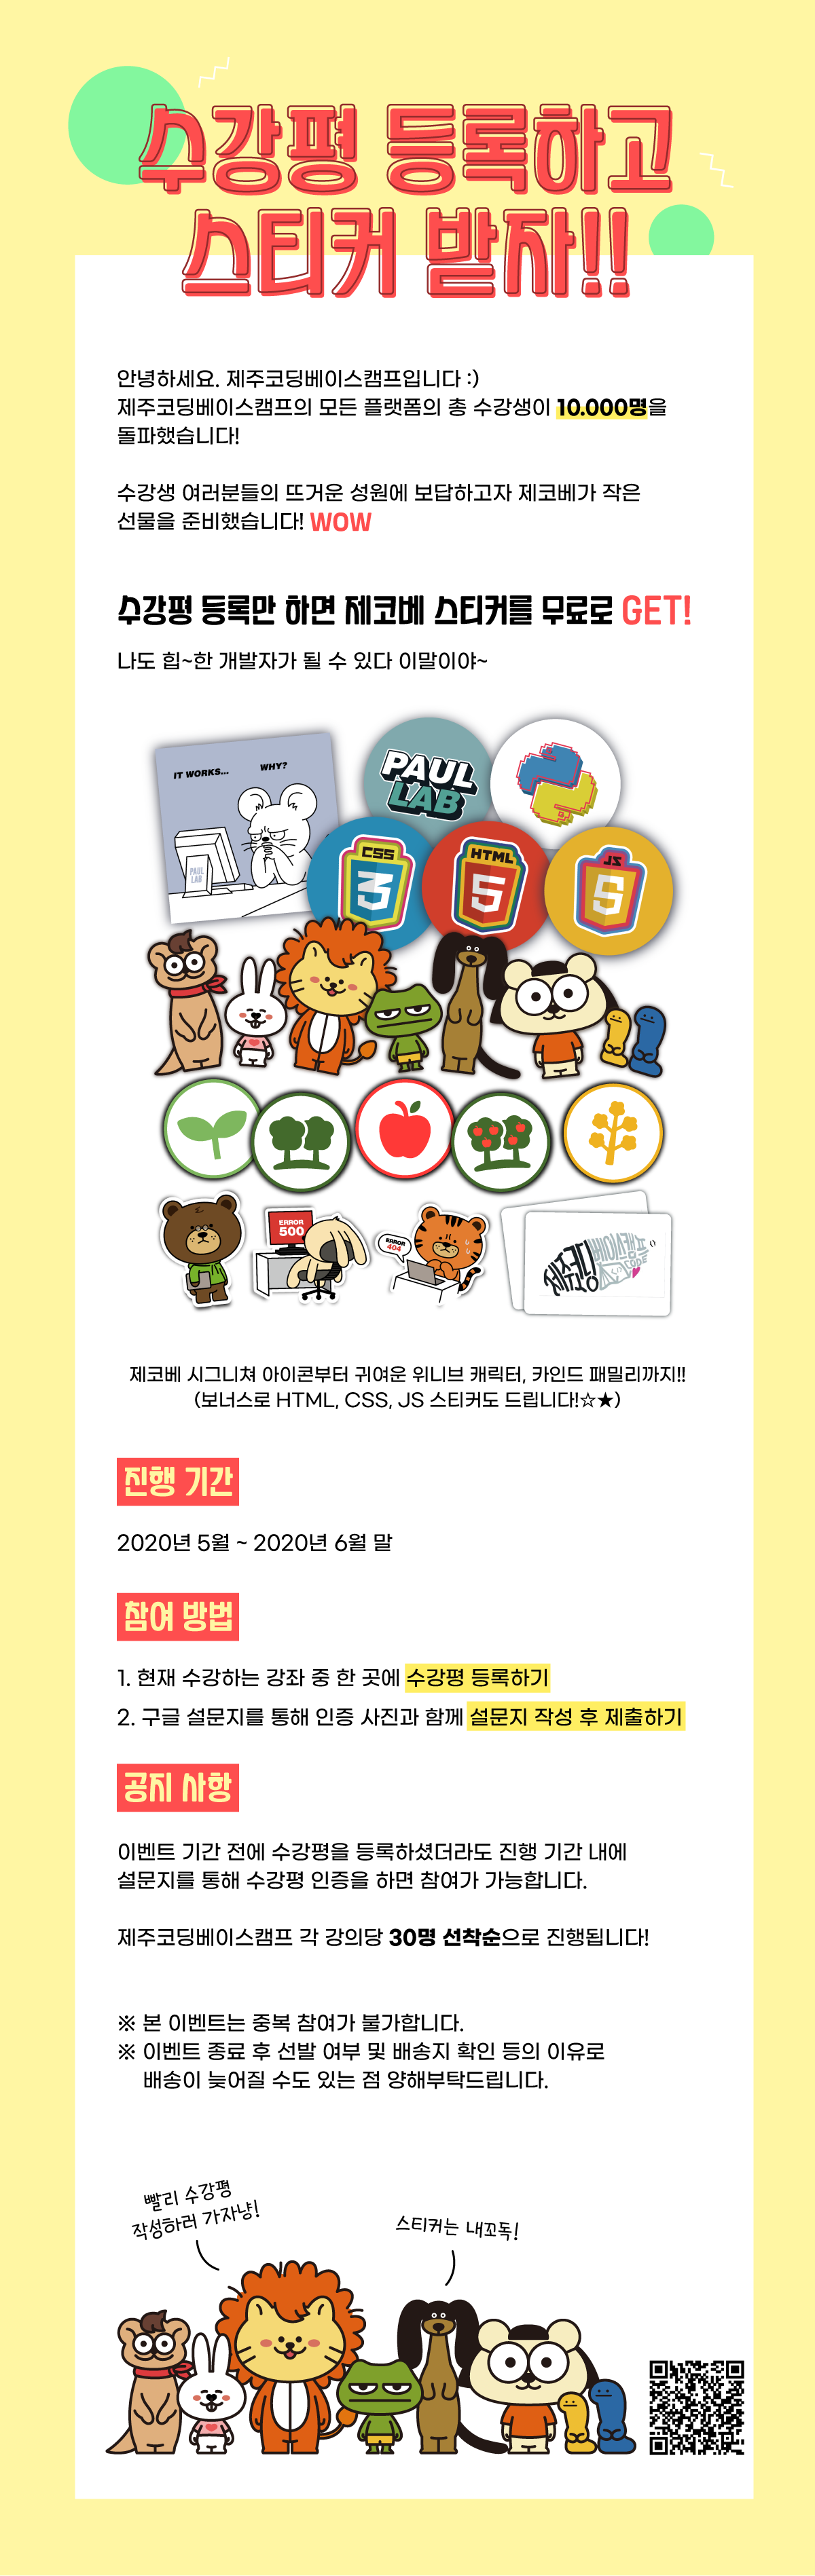 수강평 등록하고
스티커 받자!!
안녕하세요. 제주코딩베이스캠프입니다 :)
제주코딩베이스캠프의 모든 플랫폼의 총 수강생이 10.000명을
돌파했습니다!
수강생 여러분들의 뜨거운 성원에 보답하고자 제코베가 작은
선물을 준비했습니다! WOW
수강평 등록만 하면 제코베 스티커를 무료로 GET!
나도 힙~한 개발자가 될 수 있다 이말이야~
IT WORKS...
WHY?
PAUL
LAB
PAUL
LAB
CSS
3
HTML
5
JS
5
ERROR
500
ERROR
404
제주코딩
베이스캠프
CODE
제코베 시그니쳐 아이콘부터 귀여운 위니브 캐릭터, 카인드 패밀리까지!!
(보너스로 HTML, CSS, JS 스티커도 드립니다!☆★)
진행 기간
2020년 5월 ~ 2020년 6월 말
참여 방법
1. 현재 수강하는 강좌 중 한 곳에 수강평 등록하기
2. 구글 설문지를 통해 인증 사진과 함께 설문지 작성 후 제출하기
공지 사항
이벤트 기간 전에 수강평을 등록하셨더라도 진행 기간 내에
설문지를 통해 수강평 인증을 하면 참여가 가능합니다.
제주코딩베이스캠프 각 강의당 30명 선착순으로 진행됩니다!
※ 본 이벤트는 중복 참여가 불가합니다.
※ 이벤트 종료 후 선발 여부 및 배송지 확인 등의 이유로
배송이 늦어질 수도 있는 점 양해부탁드립니다.
빨리 수강평
작성하러 가자냥!
스티커는 내꼬독!